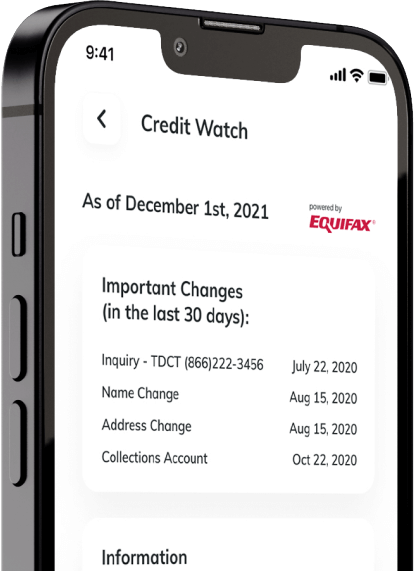 9:41
Credit Watch
As of December 1st, 2021
powered by
EQUIFAX®
Important Changes
(in the last 30 days):
Inquiry - TDCT (866)222-3456 July 22, 2020
Name Change Aug 15, 2020
Address Change Aug 15, 2020
Collections Account Oct 22, 2020
Information